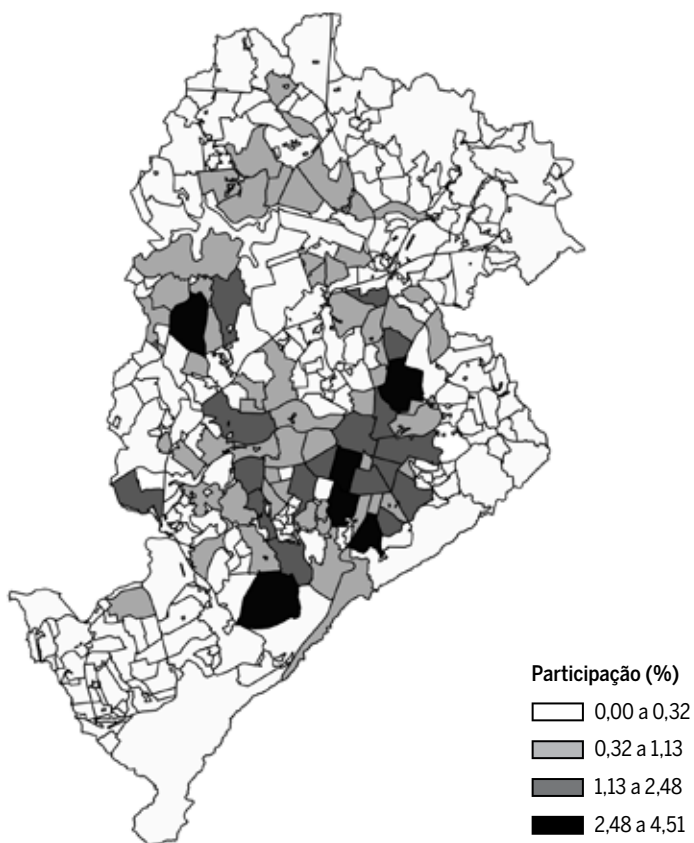 Participação (%)
0,00 a 0,32
0,32 a 1,13
1,13 a 2,48
2,48 a 4,51